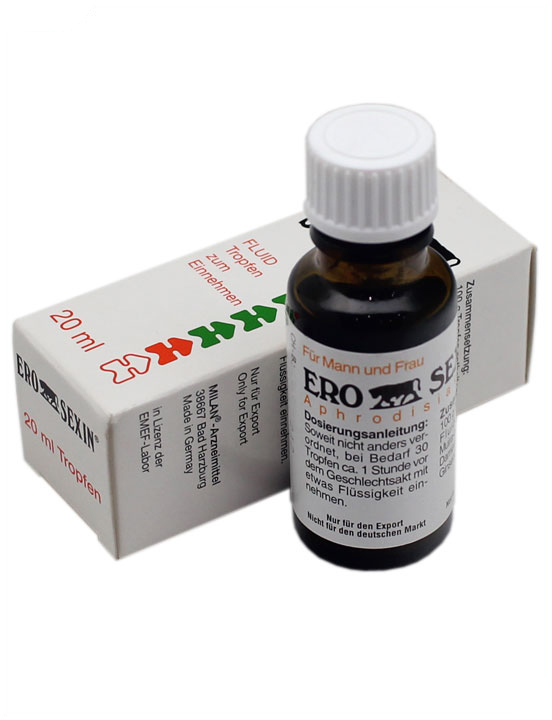 FLUID
Tropfen
zum
Einnehmen
20 ml
ERO SEXIN®
20 ml Tropfen
Nur für Export
Only for Export
MILAN®-Arzneimittel
38667 Bad Harzburg
Made in Germay
In Lizenz der
EMEF-Labor
Flüssigkeit einnehmen.
Zusammensetzung:
Für Mann und Frau
ERO SE
Aphrodisia
Dosierungsanleitung:
Soweit nicht anders ver-
ordnet, bei Bedarf 30
Tropfen ca. 1 Stunde vor
dem Geschlechtsakt mit
etwas Flüssigkeit ein-
nehmen.
Nur für den Export
Nicht für den deutschen Markt